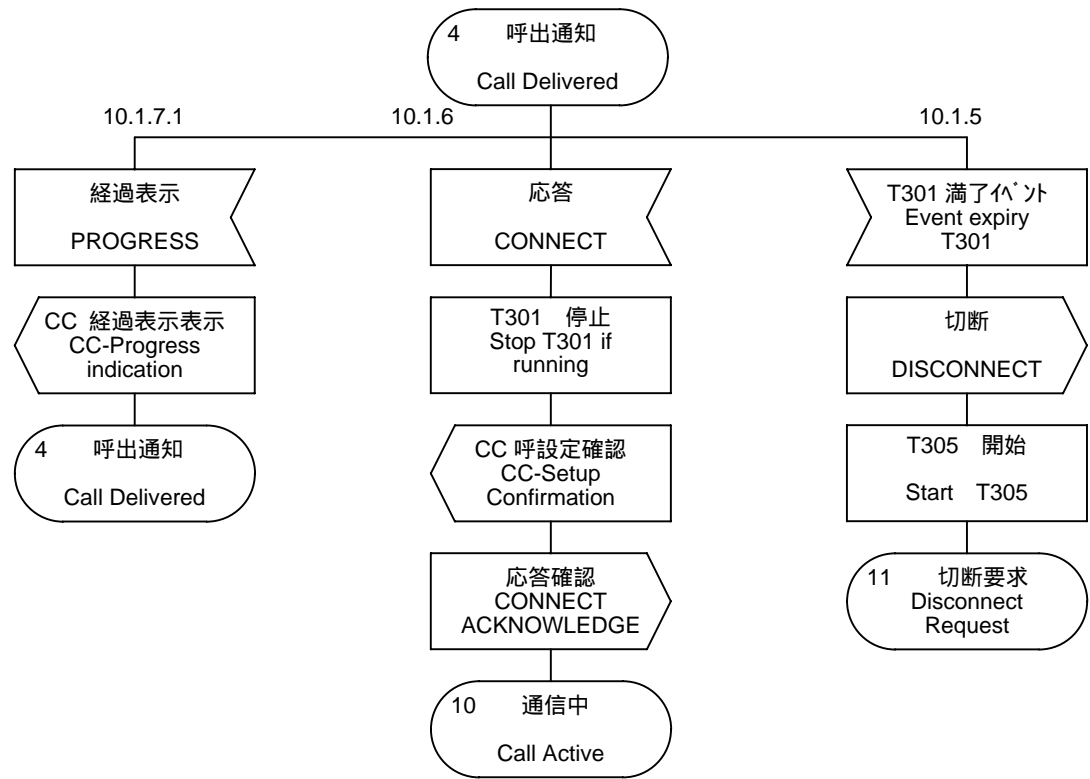 4 呼出通知
Call Delivered
10.1.7.1
10.1.6
10.1.5
経過表示
PROGRESS
CC 経過表示表示
CC-Progress
indication
4 呼出通知
Call Delivered
応答
CONNECT
T301 停止
Stop T301 if
running
CC 呼設定確認
CC-Setup
Confirmation
応答確認
CONNECT
ACKNOWLEDGE
10 通信中
Call Active
T301 満了ｲﾍﾞﾝﾄ
Event expiry
T301
切断
DISCONNECT
T305 開始
Start T305
11 切断要求
Disconnect
Request